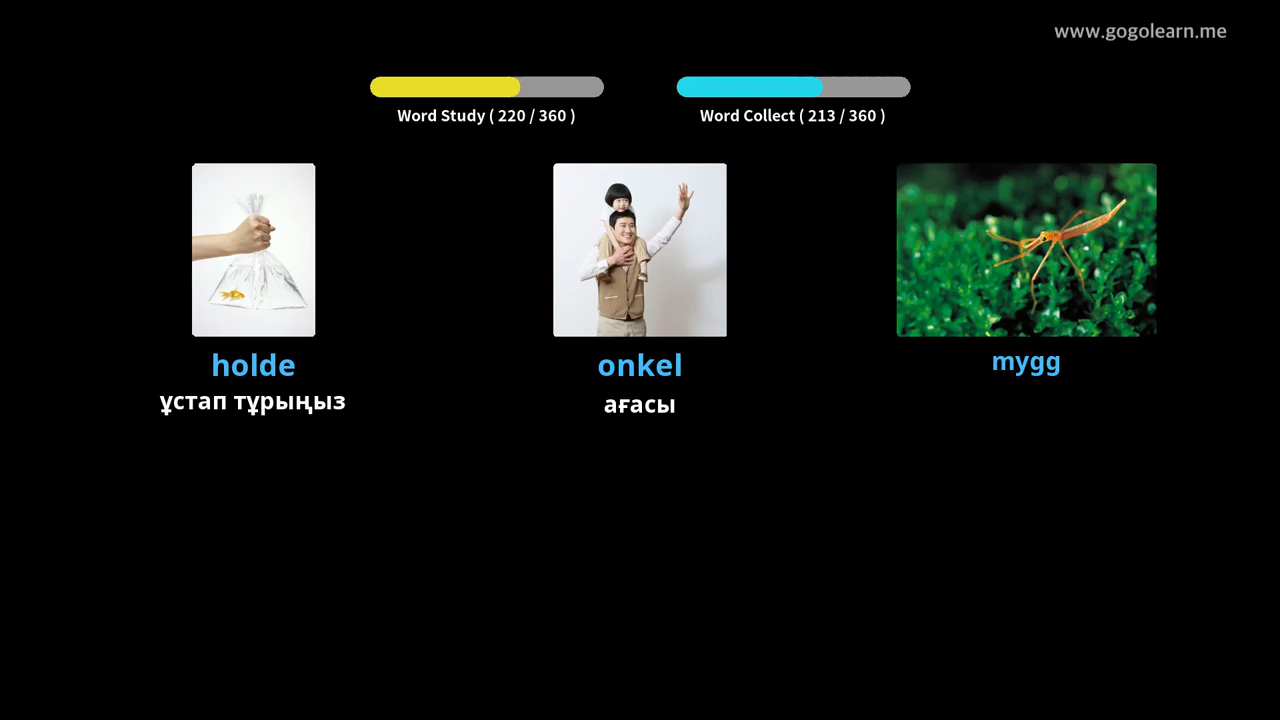 www.gogolearn.me
Word Study ( 220 / 360 )
Word Collect ( 213 / 360 )
holde
onkel
mygg
ұстап тұрыңыз
ағасы